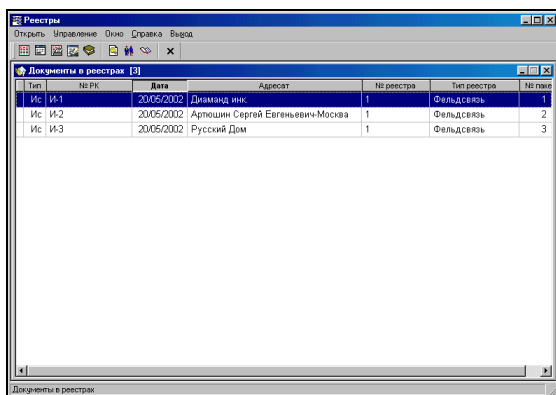 Реестры
Открыть Управление Окно Справка Выход
Документы в реестрах [3]
Тип № РК Дата Адресат № реестра Тип реестра № паке
Ис И-1 20/05/2002 Диаманд инк. 1 Фельдсвязь 1
Ис И-2 20/05/2002 Артюшин Сергей Евгеньевич-Москва 1 Фельдсвязь 2
Ис И-3 20/05/2002 Русский Дом 1 Фельдсвязь 3
Документы в реестрах